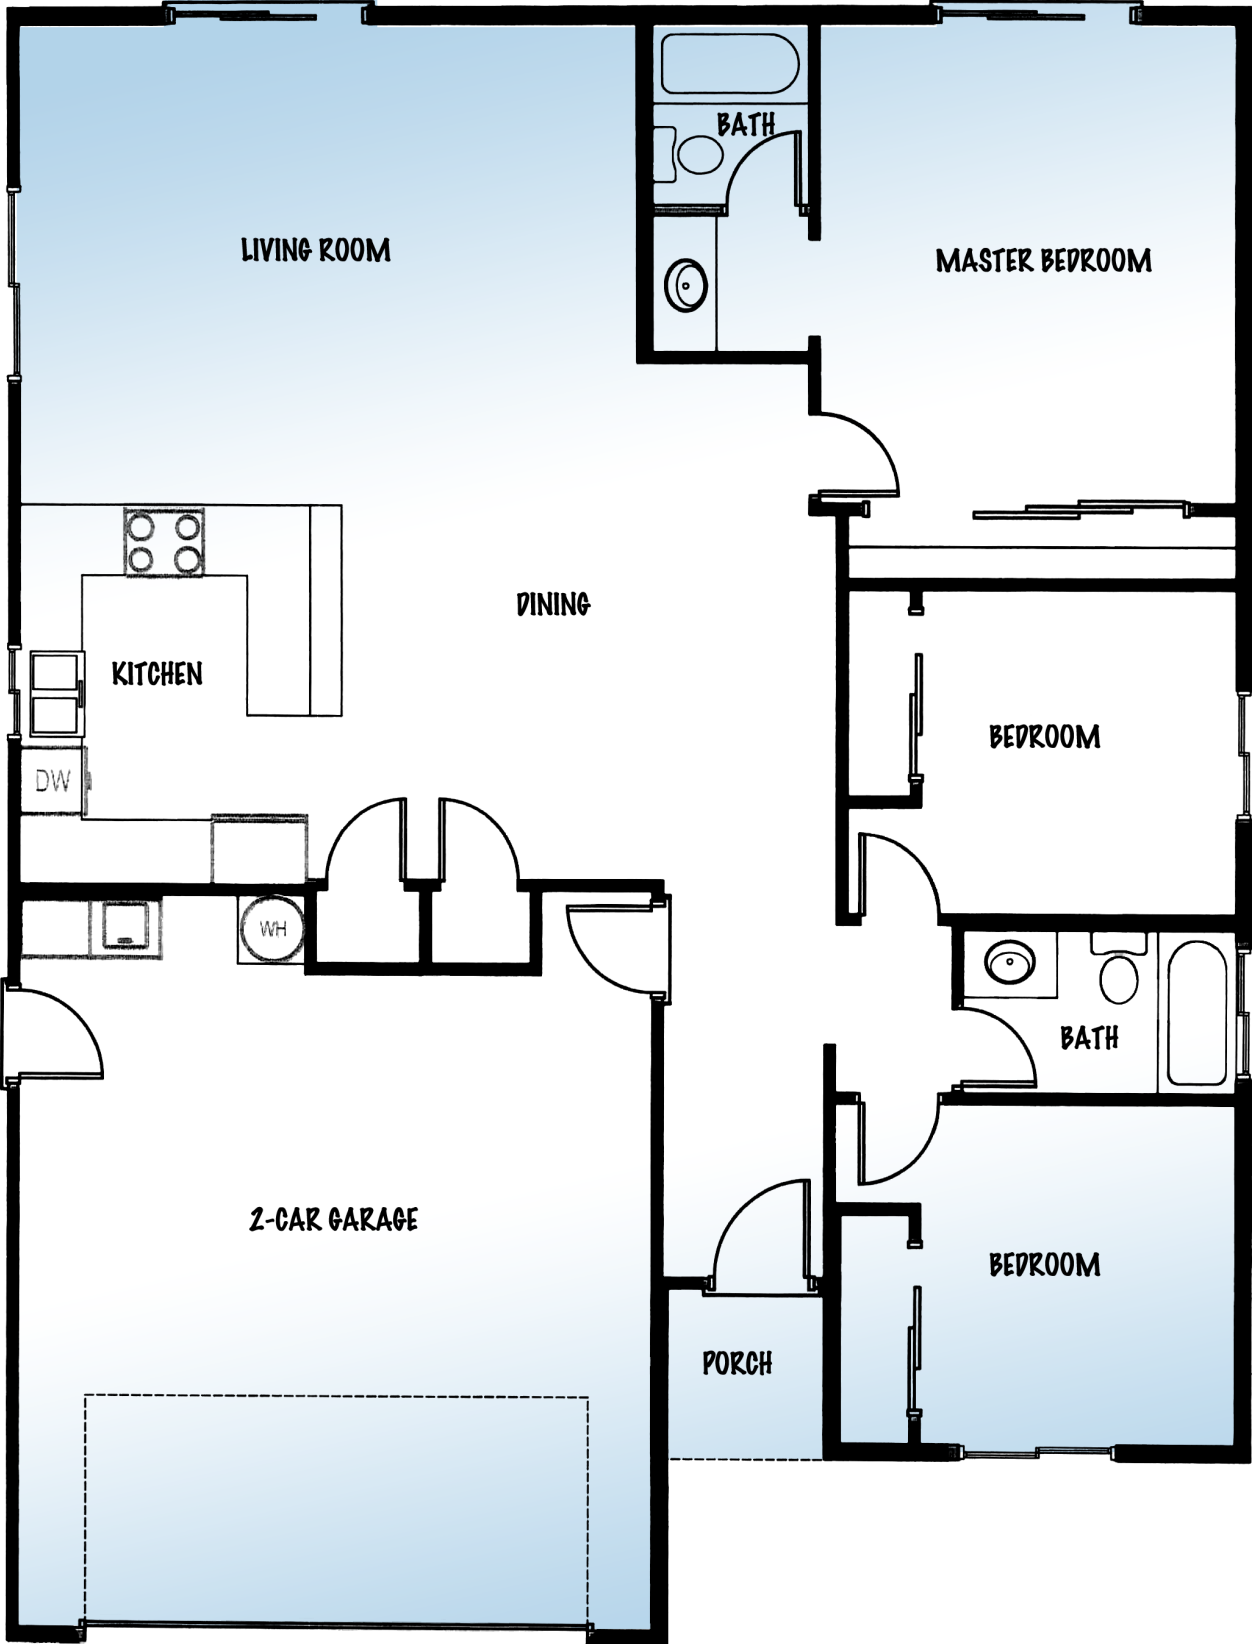 BATH
LIVING ROOM
MASTER BEDROOM
DINING
KITCHEN
BEDROOM
DW
WH
BATH
2-CAR GARAGE
BEDROOM
PORCH